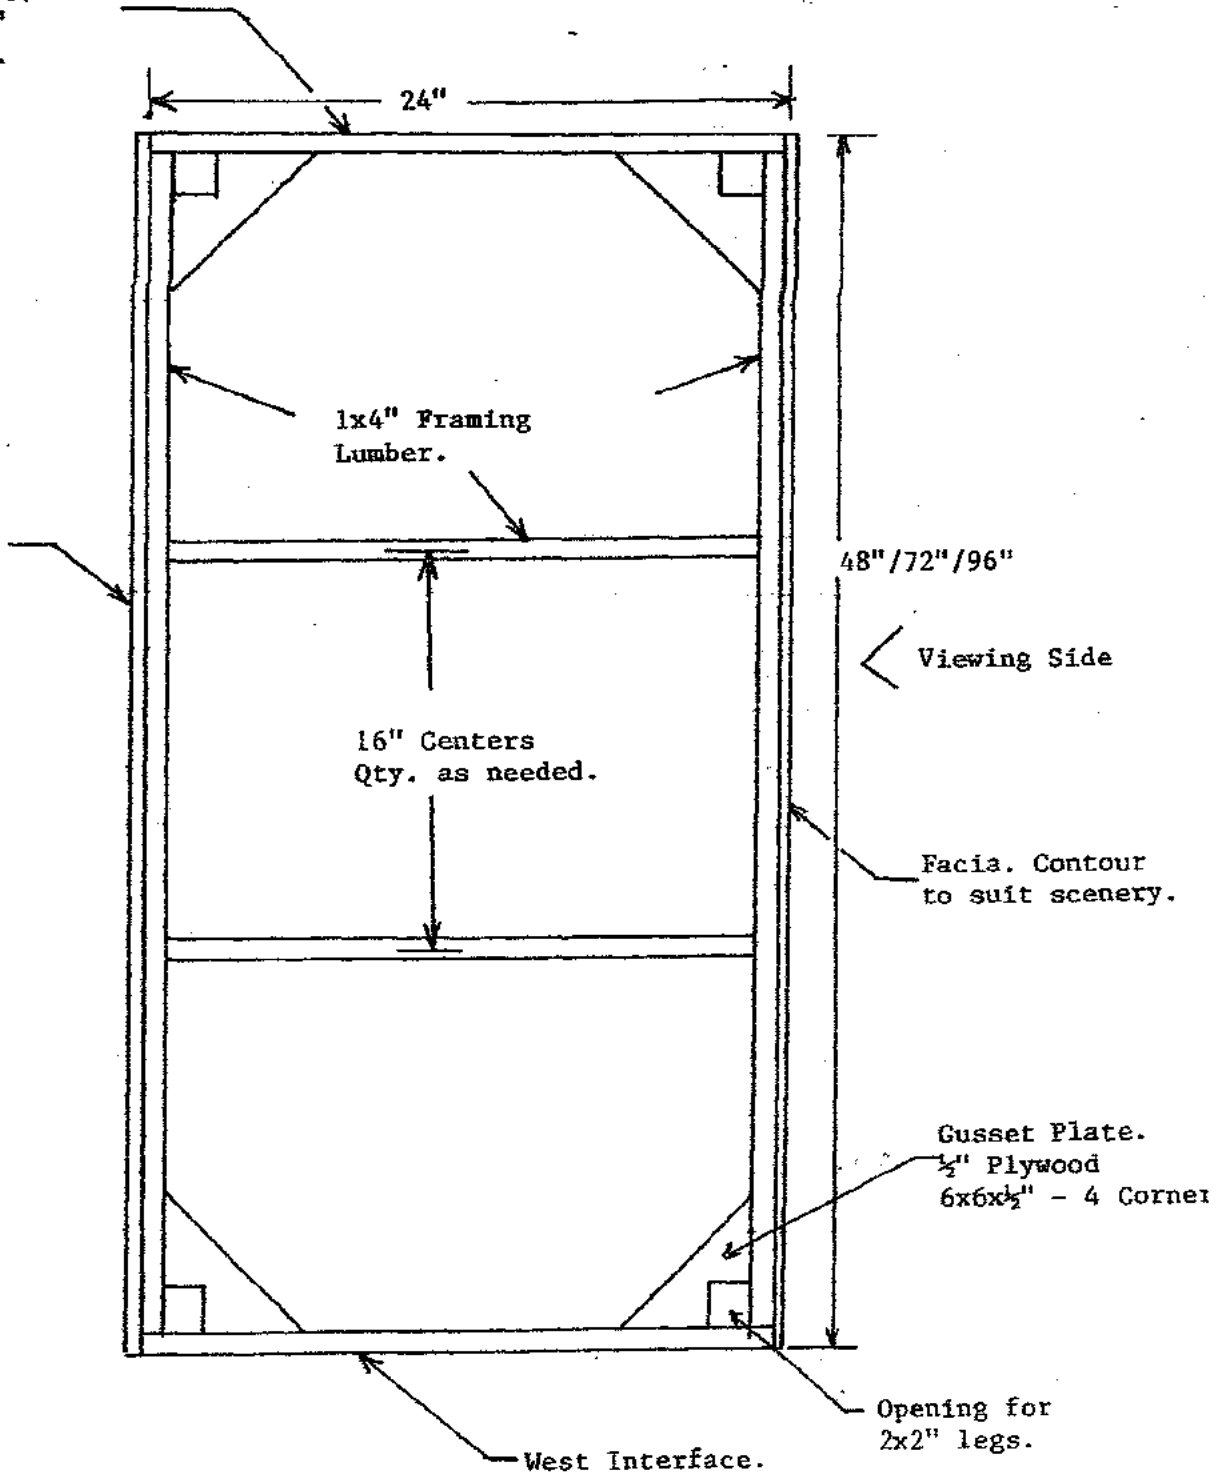 24"
1x4" Framing
Lumber.
48"/72"/96"
Viewing Side
16" Centers
Qty. as needed.
Facia. Contour
to suit scenery.
Gusset Plate.
½" Plywood
6x6x½" - 4 Corner
Opening for
2x2" legs.
West Interface.